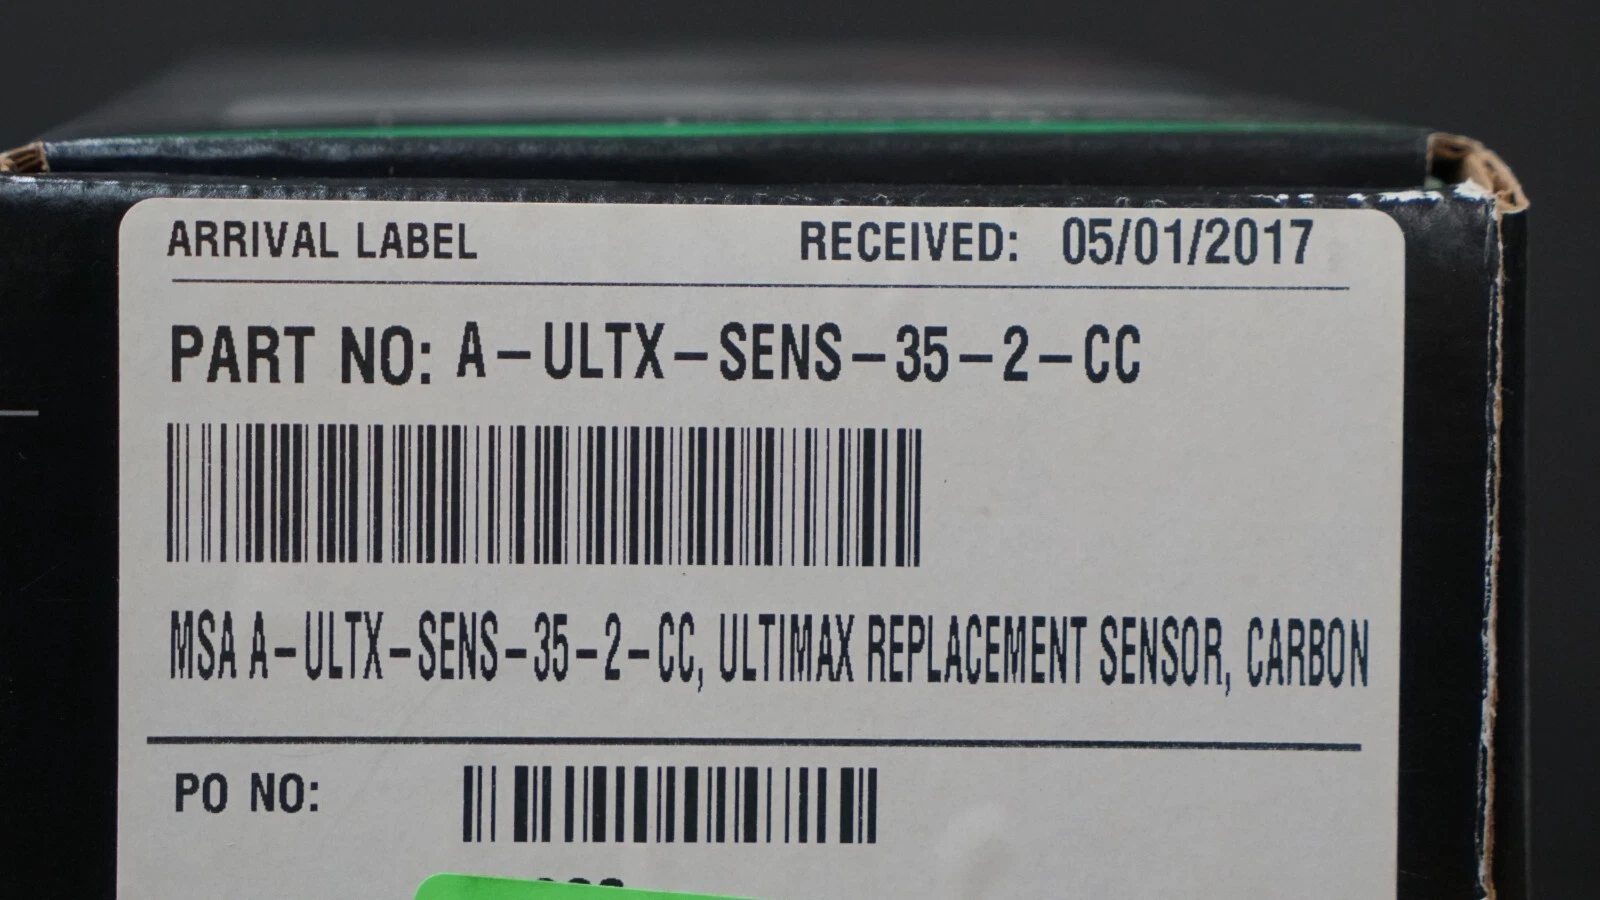 ARRIVAL LABEL RECEIVED: 05/01/2017
PART NO: A-ULTX-SENS-35-2-CC
MSA A-ULTX-SENS-35-2-CC, ULTIMAX REPLACEMENT SENSOR, CARBON
PO NO: